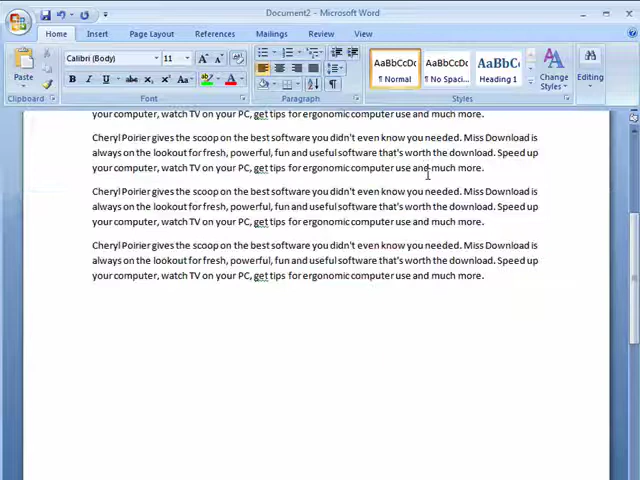 Document2 - Microsoft Word
Home Insert Page Layout References Mailings Review View
Calibri (Body) 11
AaBbCcDc AaBbCcDc AaBbCc
Paste
B I U abc x₂ x² Aa
¶ Normal ¶ No Spaci... Heading 1 Change Styles Editing
Clipboard Font Paragraph Styles
your computer, watch TV on your PC, get tips for ergonomic computer use and much more.
Cheryl Poirier gives the scoop on the best software you didn't even know you needed. Miss Download is
always on the lookout for fresh, powerful, fun and useful software that's worth the download. Speed up
your computer, watch TV on your PC, get tips for ergonomic computer use and much more.
Cheryl Poirier gives the scoop on the best software you didn't even know you needed. Miss Download is
always on the lookout for fresh, powerful, fun and useful software that's worth the download. Speed up
your computer, watch TV on your PC, get tips for ergonomic computer use and much more.
Cheryl Poirier gives the scoop on the best software you didn't even know you needed. Miss Download is
always on the lookout for fresh, powerful, fun and useful software that's worth the download. Speed up
your computer, watch TV on your PC, get tips for ergonomic computer use and much more.